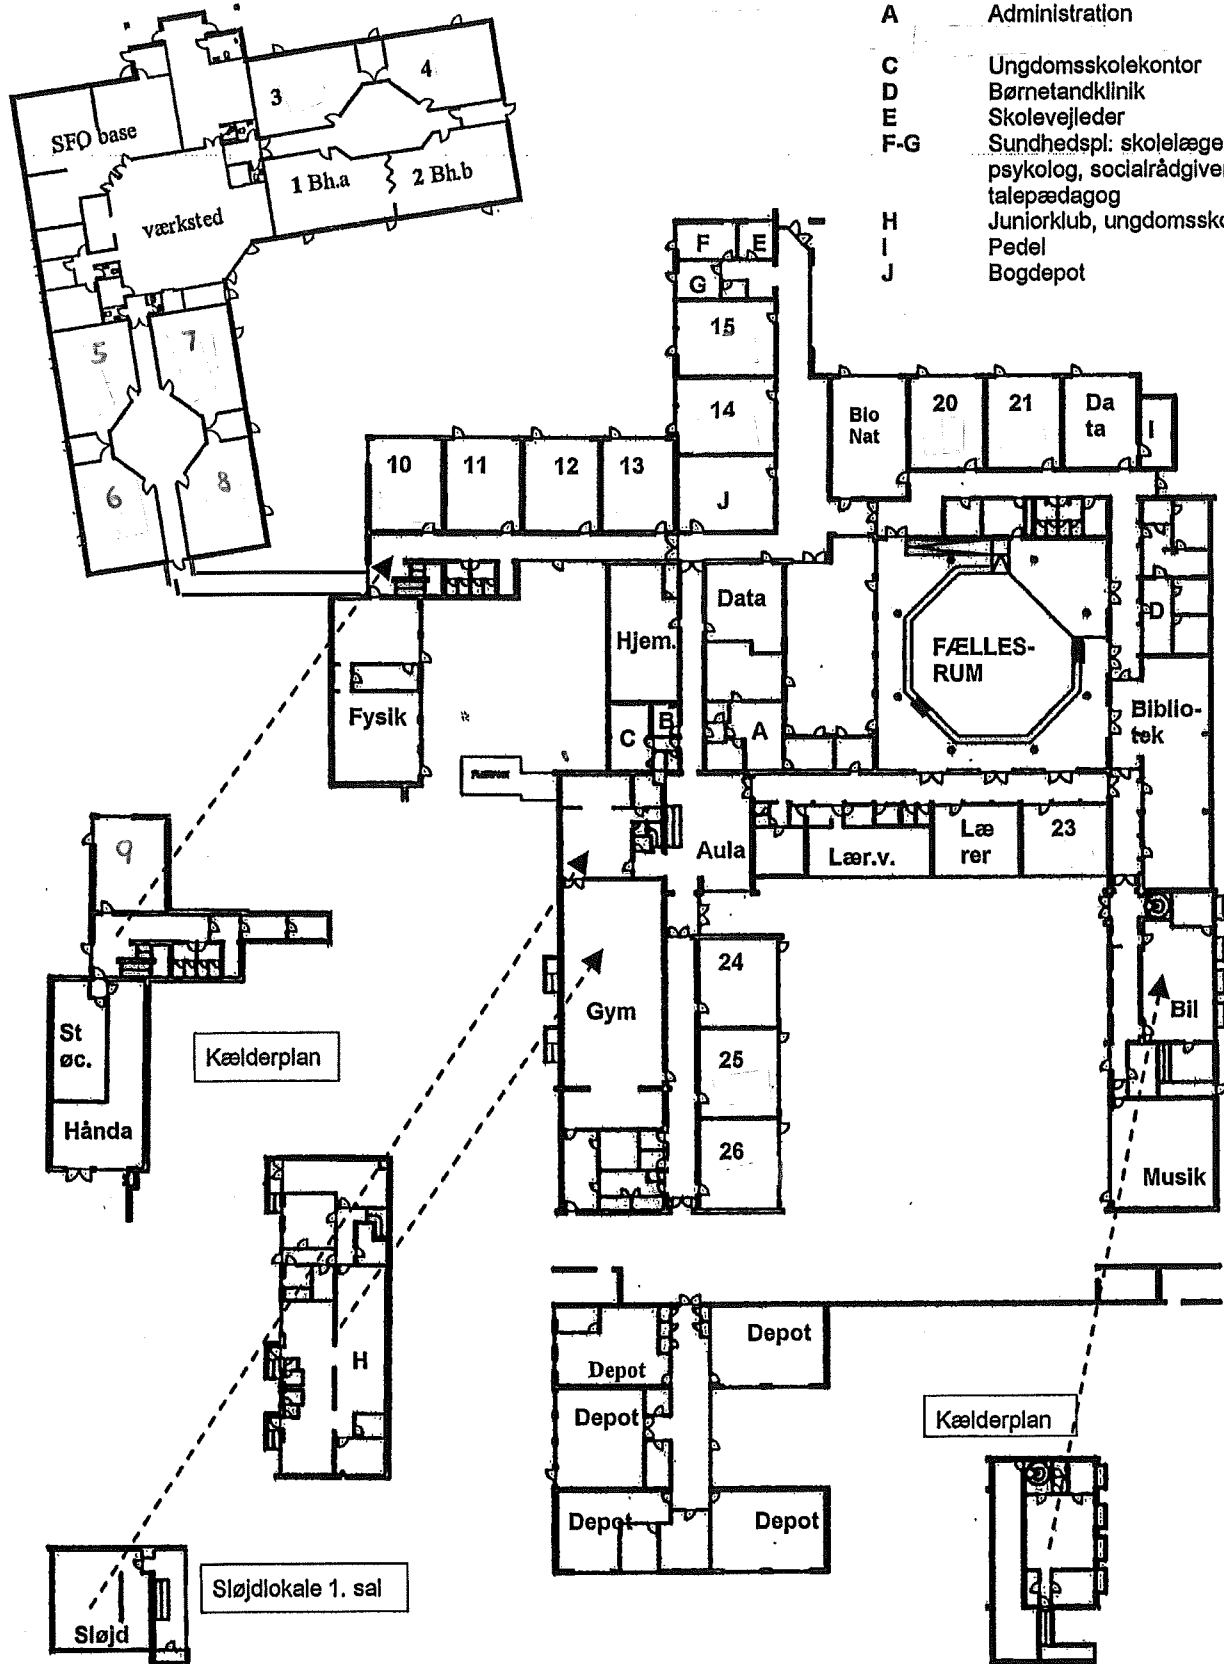 A Administration
C Ungdomsskolekontor
D Børnetandklinik
E Skolevejleder
F-G Sundhedspl: skolelæge
psykolog, socialrådgiver
talepædagog
H Juniorklub, ungdomssko
I Pedel
J Bogdepot
3
4
SFO base
1 Bh.a
2 Bh.b
værksted
F
E
G
15
5
7
14
Bio
Nat
20
21
Da
ta
I
10
11
12
13
6
8
J
Data
D
Hjem.
FÆLLES-
RUM
Fysik
C
B
A
Biblio-
tek
9
Aula
Lær.v.
Læ
rer
23
24
Gym
Bil
St
øc.
Kælderplan
25
Hånda
26
Musik
H
Depot
Depot
Depot
Kælderplan
Depot
Depot
Sløjdlokale 1. sal
Sløjd